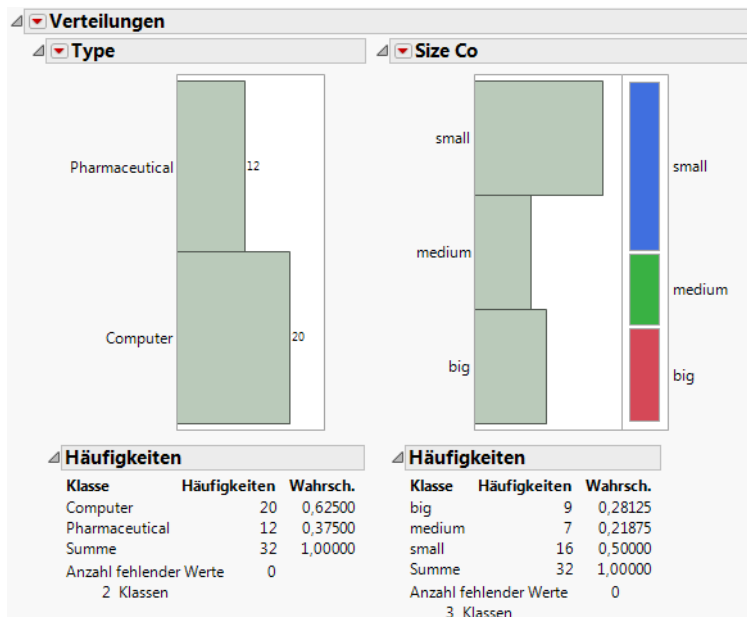 Verteilungen
Type
Pharmaceutical
12
Computer
20
Häufigkeiten
Klasse Häufigkeiten Wahrsch.
Computer 20 0,62500
Pharmaceutical 12 0,37500
Summe 32 1,00000
Anzahl fehlender Werte 0
2 Klassen
Size Co
small
medium
big
small
medium
big
Häufigkeiten
Klasse Häufigkeiten Wahrsch.
big 9 0,28125
medium 7 0,21875
small 16 0,50000
Summe 32 1,00000
Anzahl fehlender Werte 0
3 Klassen